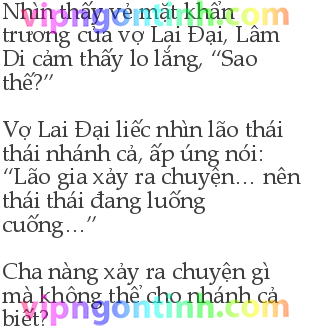 Nhìn thấy vẻ mặt khẩn
trương của vợ Lai Đại, Lâm
Di cảm thấy lo lắng, “Sao
thế?”
Vợ Lai Đại liếc nhìn lão thái
thái nhánh cả, ấp úng nói:
“Lão gia xảy ra chuyện... nên
thái thái đang luống
cuống...”
Cha nàng xảy ra chuyện gì
mà không thể cho nhánh cả
biết?
vipngontinh.com
vipngontinh.com